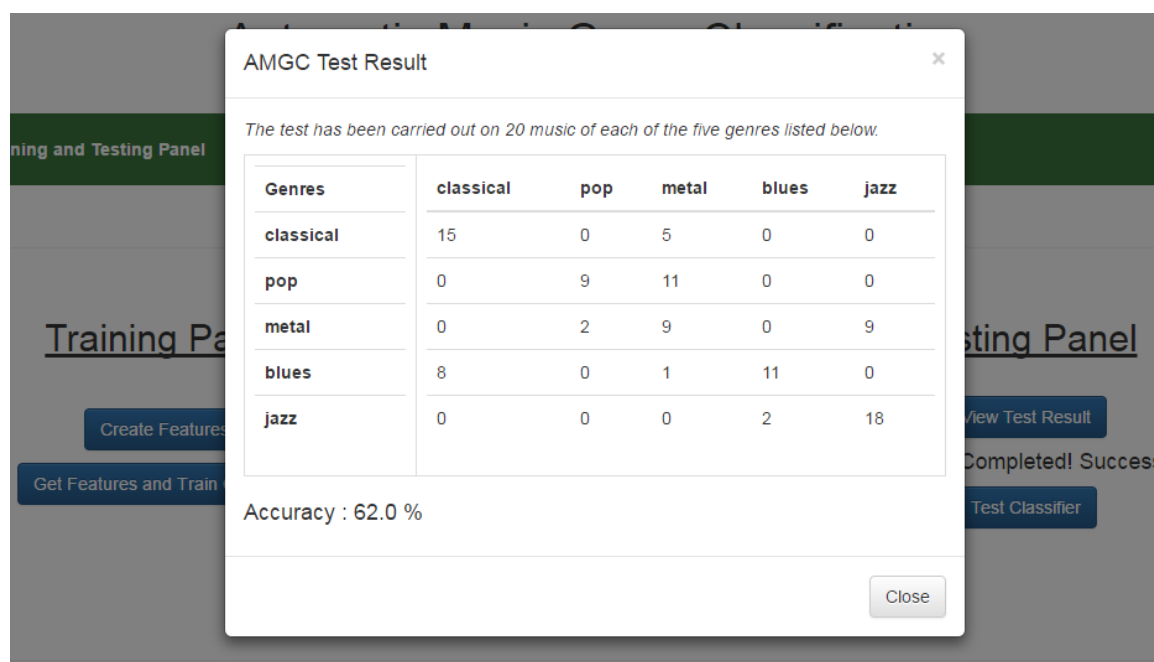 AMGC Test Result ×
The test has been carried out on 20 music of each of the five genres listed below.
ning and Testing Panel
Genres classical pop metal blues jazz
classical 15 0 5 0 0
pop 0 9 11 0 0
metal 0 2 9 0 9
blues 8 0 1 11 0
jazz 0 0 0 2 18
Training Pa
sting Panel
Create Features
View Test Result
Completed! Succes
Get Features and Train
Test Classifier
Accuracy : 62.0 %
Close